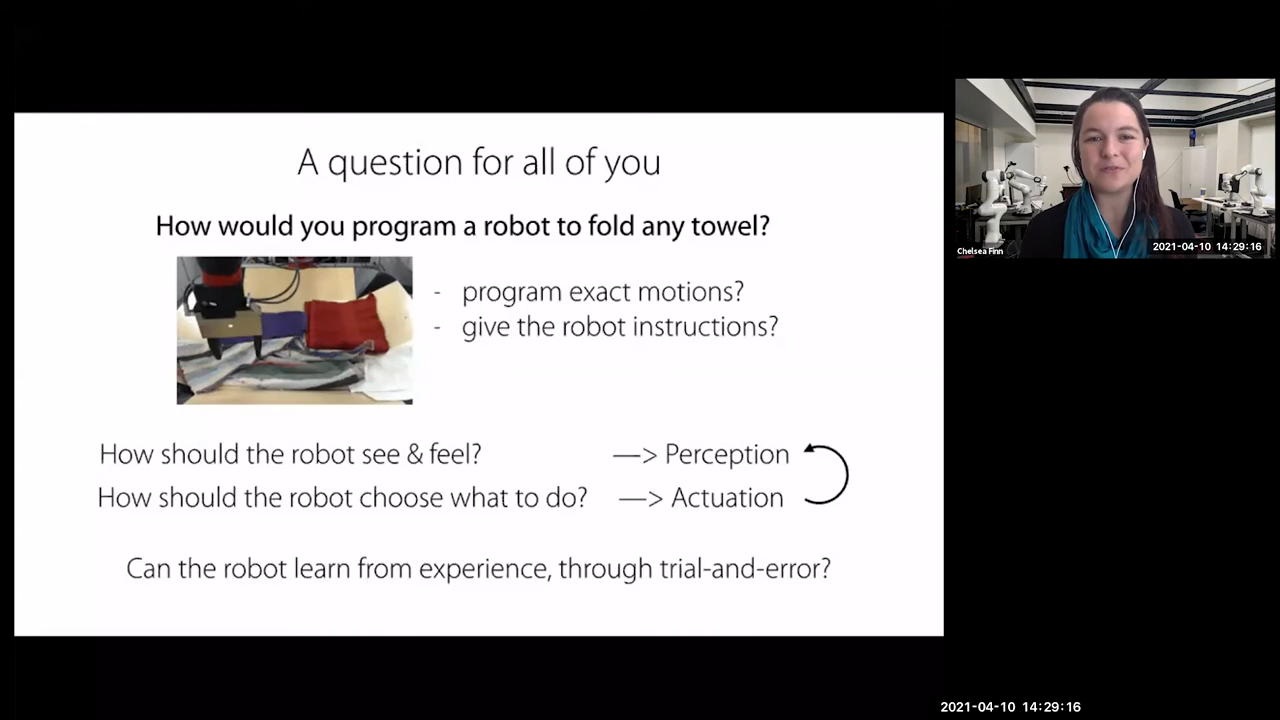 A question for all of you
How would you program a robot to fold any towel?
- program exact motions?
- give the robot instructions?
How should the robot see & feel? —> Perception
How should the robot choose what to do? —> Actuation
Can the robot learn from experience, through trial-and-error?
Chelsea Finn
2021-04-10 14:29:16
2021-04-10 14:29:16